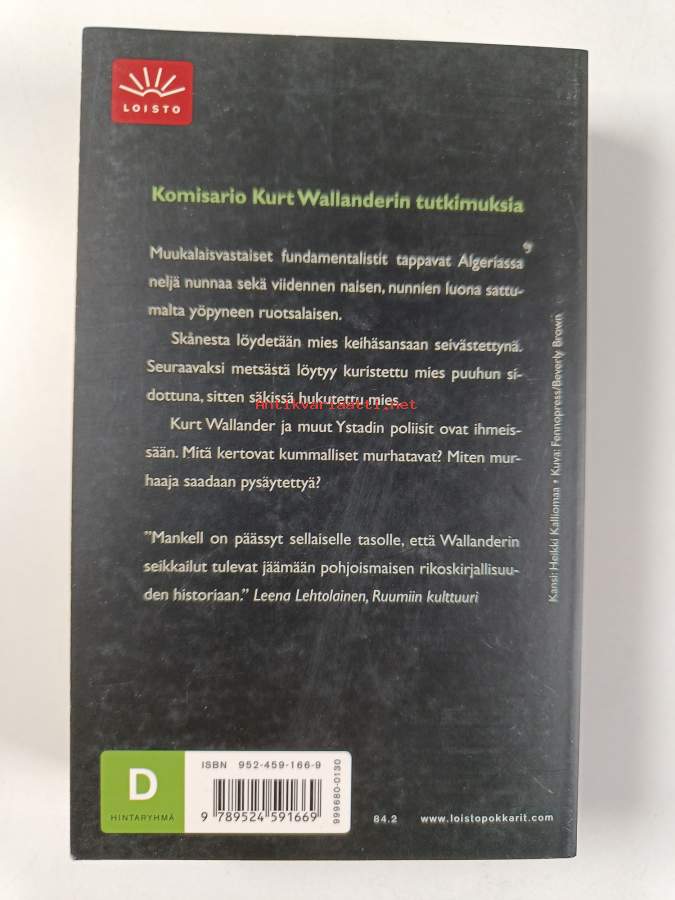 LOISTO
Komisario Kurt Wallanderin tutkimuksia
Muukalaisvastaiset fundamentalistit tappavat Algeriassa
neljä nunnaa sekä viidennen naisen, nunnien luona sattu-
malta yöpyneen ruotsalaisen.
Skånesta löydetään mies keihäsansaan seivästettynä.
Seuraavaksi metsästä löytyy kuristettu mies puuhun si-
dottuna, sitten säkissä hukutettu mies.
Antikvariaatti.net
Kurt Wallander ja muut Ystadin poliisit ovat ihmeis-
sään. Mitä kertovat kummalliset murhatavat? Miten mur-
haaja saadaan pysäytettyä?
"Mankell on päässyt sellaiselle tasolle, että Wallanderin
seikkailut tulevat jäämään pohjoismaisen rikoskirjallisuu-
den historiaan." Leena Lehtolainen, Ruumiin kulttuuri
Kansi: Heikki Kalliomaa • Kuva: Fennopress/Beverly Brown
D
HINTARYHMÄ
ISBN 952-459-166-9
9 789524 591669
999680-0130
84.2 www.loistopokkarit.com